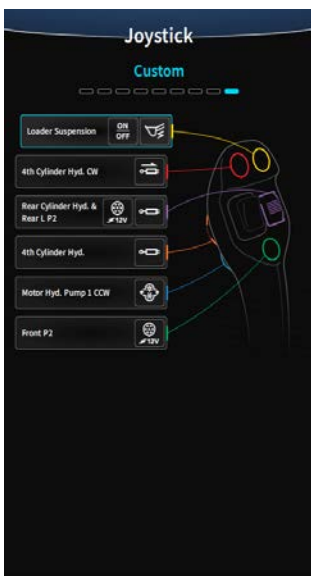 Joystick
Custom
Loader Suspension
ON
OFF
4th Cylinder Hyd. CW
Rear Cylinder Hyd. &
Rear L P2
12V
4th Cylinder Hyd.
Motor Hyd. Pump 1 CCW
Front P2
12V